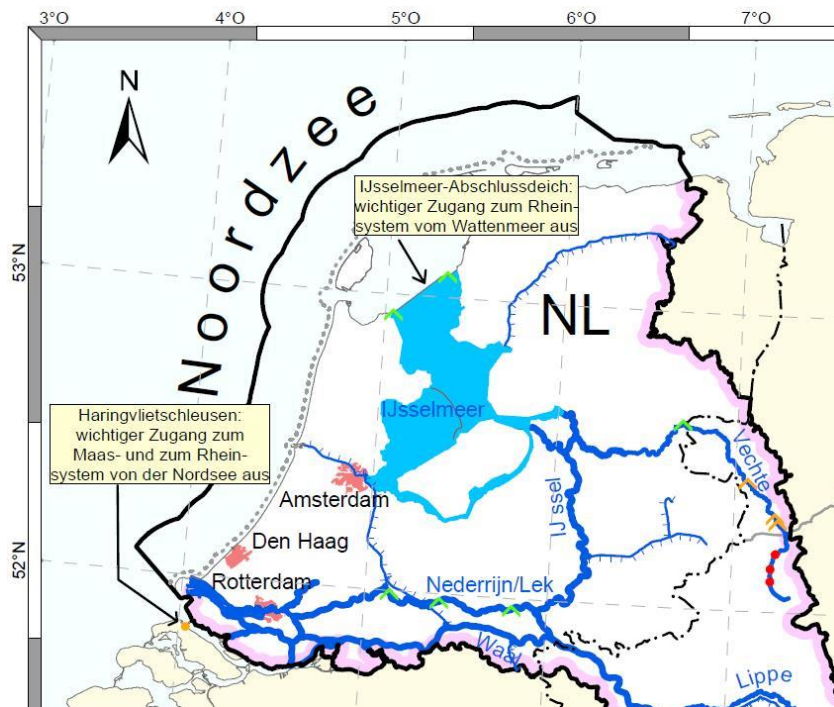 3°O
4°O
5°O
6°O
7°O
N
Noordzee
IJsselmeer-Abschlussdeich:
wichtiger Zugang zum Rhein-
system vom Wattenmeer aus
53°N
NL
Haringvlietschleusen:
wichtiger Zugang zum
Maas- und zum Rhein-
system von der Nordsee aus
IJsselmeer
Vechte
Amsterdam
IJssel
Den Haag
52°N
Rotterdam
Nederrijn/Lek
Waal
Lippe